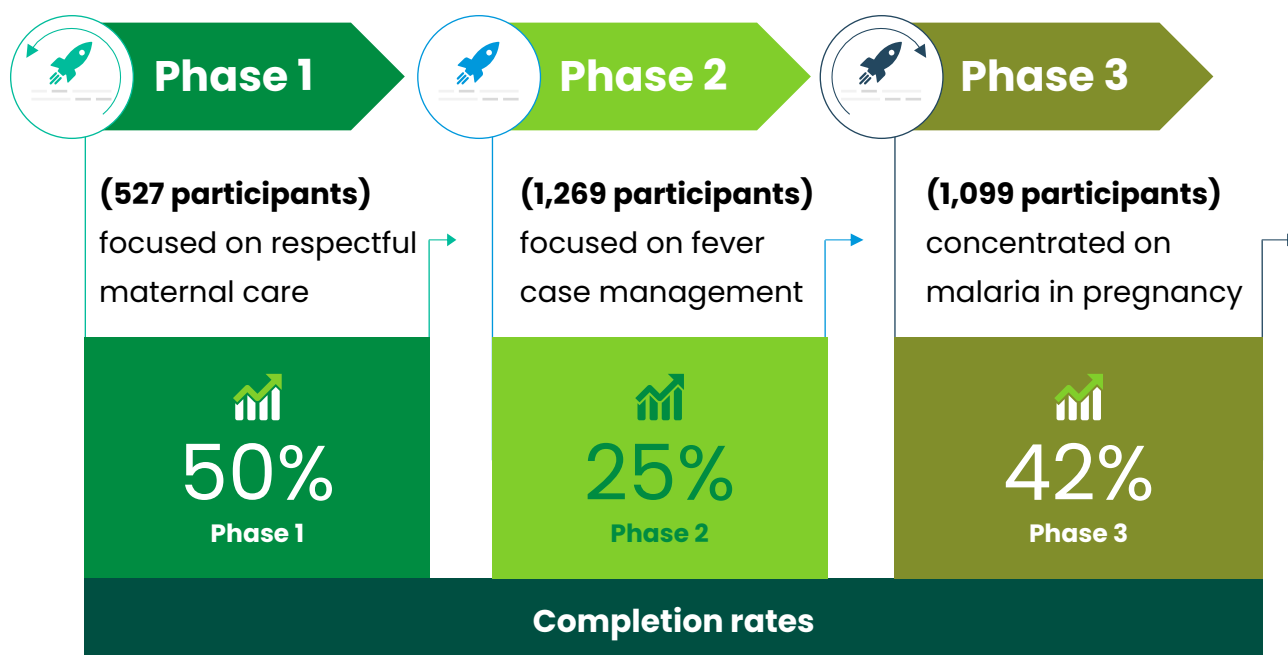 Phase 1
(527 participants)
focused on respectful
maternal care
50%
Phase 1
Phase 2
(1,269 participants)
focused on fever
case management
25%
Phase 2
Phase 3
(1,099 participants)
concentrated on
malaria in pregnancy
42%
Phase 3
Completion rates